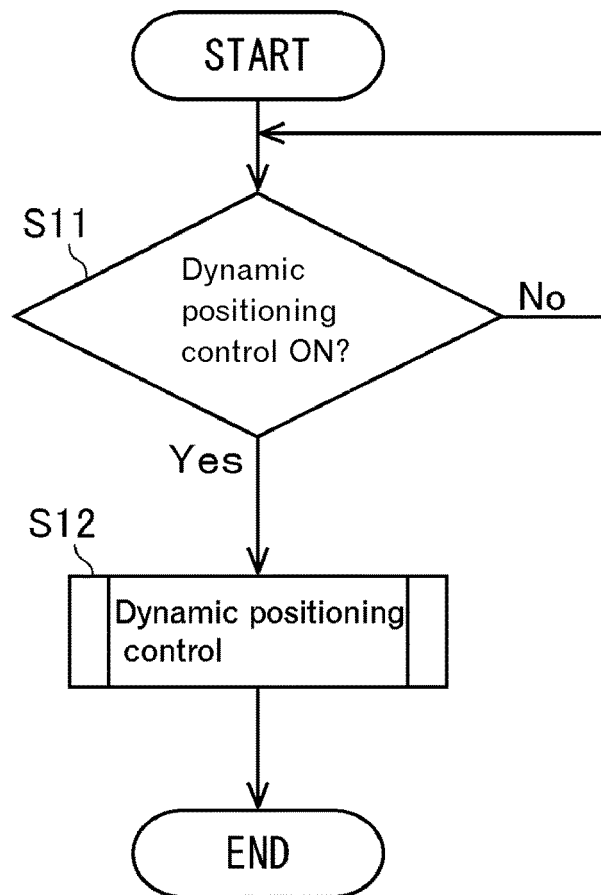 START
S11
Dynamic
positioning
control ON?
No
Yes
S12
Dynamic positioning
control
END